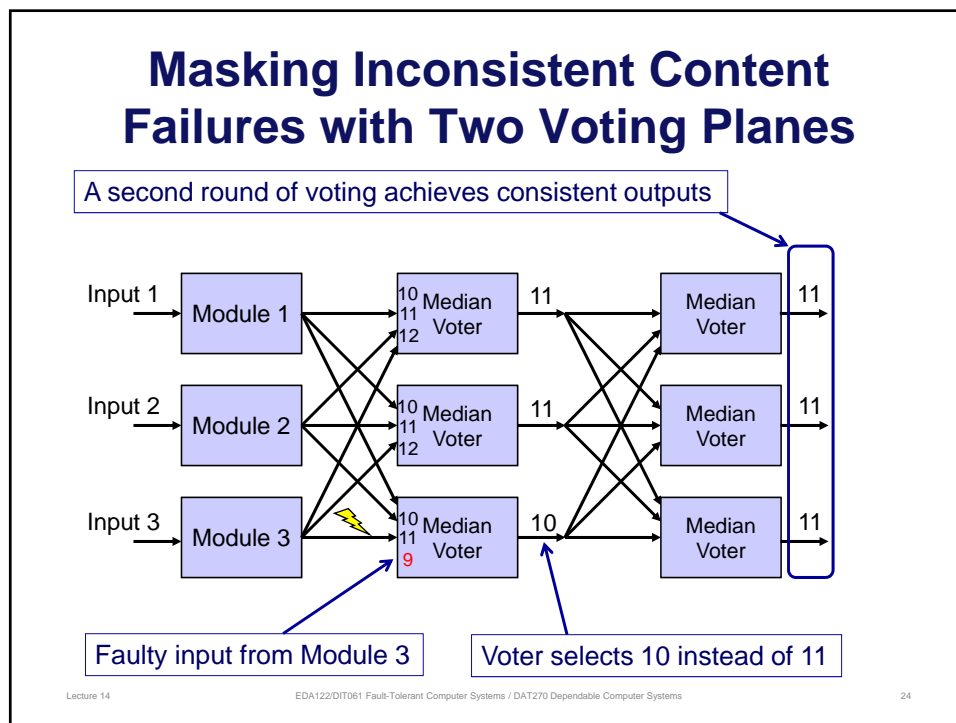 Masking Inconsistent Content
Failures with Two Voting Planes
A second round of voting achieves consistent outputs
Input 1
Module 1
10
11
12
Median
Voter
11
Median
Voter
11
Input 2
Module 2
10
11
12
Median
Voter
11
Median
Voter
11
Input 3
Module 3
10
11
9
Median
Voter
10
Median
Voter
11
Faulty input from Module 3
Voter selects 10 instead of 11
Lecture 14
EDA122/DIT061 Fault-Tolerant Computer Systems / DAT270 Dependable Computer Systems
24